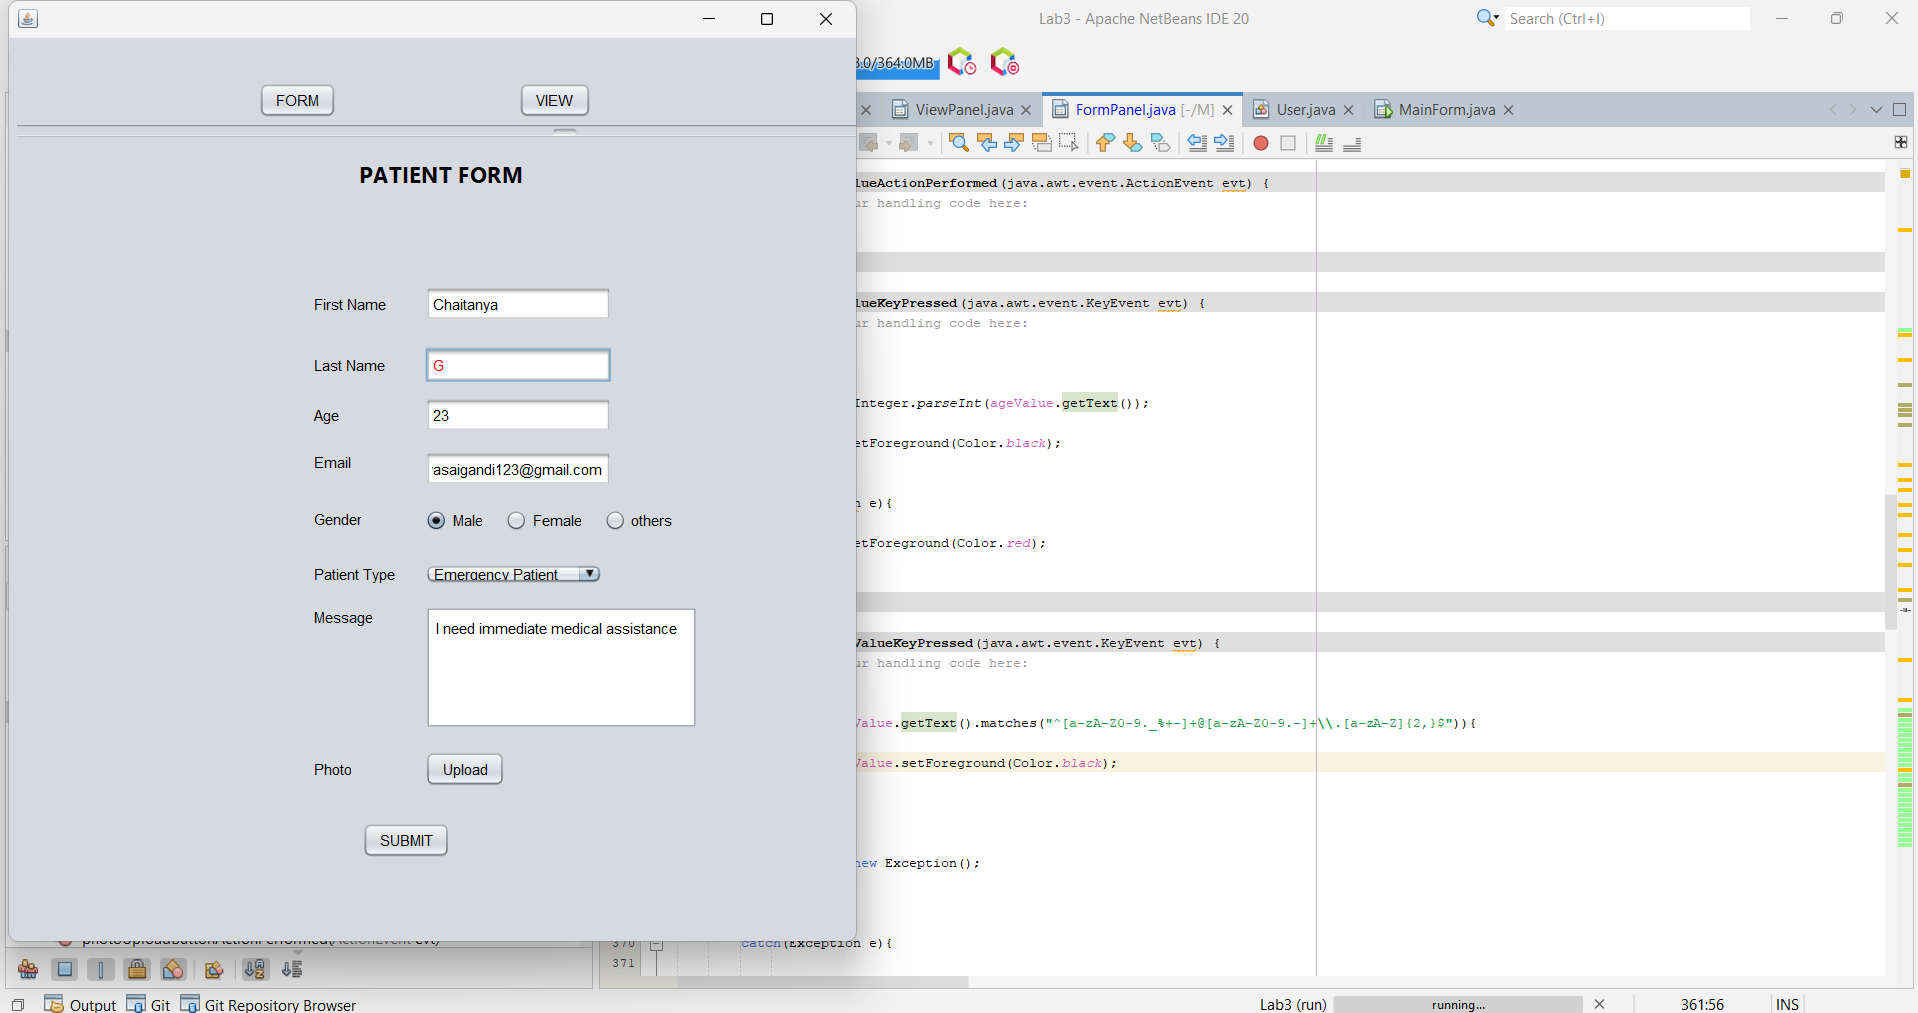 Lab3 - Apache NetBeans IDE 20
Search (Ctrl+I)
3.0/364.0MB
FORM
VIEW
ViewPanel.java
FormPanel.java [-/M]
User.java
MainForm.java
PATIENT FORM
First Name
Chaitanya
Last Name
G
Age
23
Email
asaigandi123@gmail.com
Gender
Male
Female
others
Patient Type
Emergency Patient
Message
I need immediate medical assistance
Photo
Upload
SUBMIT
lueActionPerformed(java.awt.event.ActionEvent evt) {
ur handling code here:
lueKeyPressed(java.awt.event.KeyEvent evt) {
ur handling code here:
Integer.parseInt(ageValue.getText());
etForeground(Color.black);
n e){
etForeground(Color.red);
ValueKeyPressed(java.awt.event.KeyEvent evt) {
ur handling code here:
Value.getText().matches("^[a-zA-Z0-9._%+-]+@[a-zA-Z0-9.-]+\\.[a-zA-Z]{2,}$")){
Value.setForeground(Color.black);
new Exception();
370
catch(Exception e){
371
photoUploadButtonActionPerformed(ActionEvent evt)
Output
Git
Git Repository Browser
Lab3 (run)
running...
361:56
INS